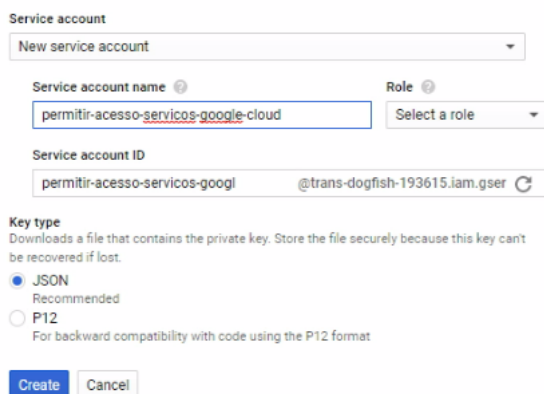 Service account
New service account
Service account name Role
permitir-acesso-servicos-google-cloud Select a role
Service account ID
permitir-acesso-servicos-googl @trans-dogfish-193615.iam.gser
Key type
Downloads a file that contains the private key. Store the file securely because this key can't
be recovered if lost.
JSON
Recommended
P12
For backward compatibility with code using the P12 format
Create Cancel